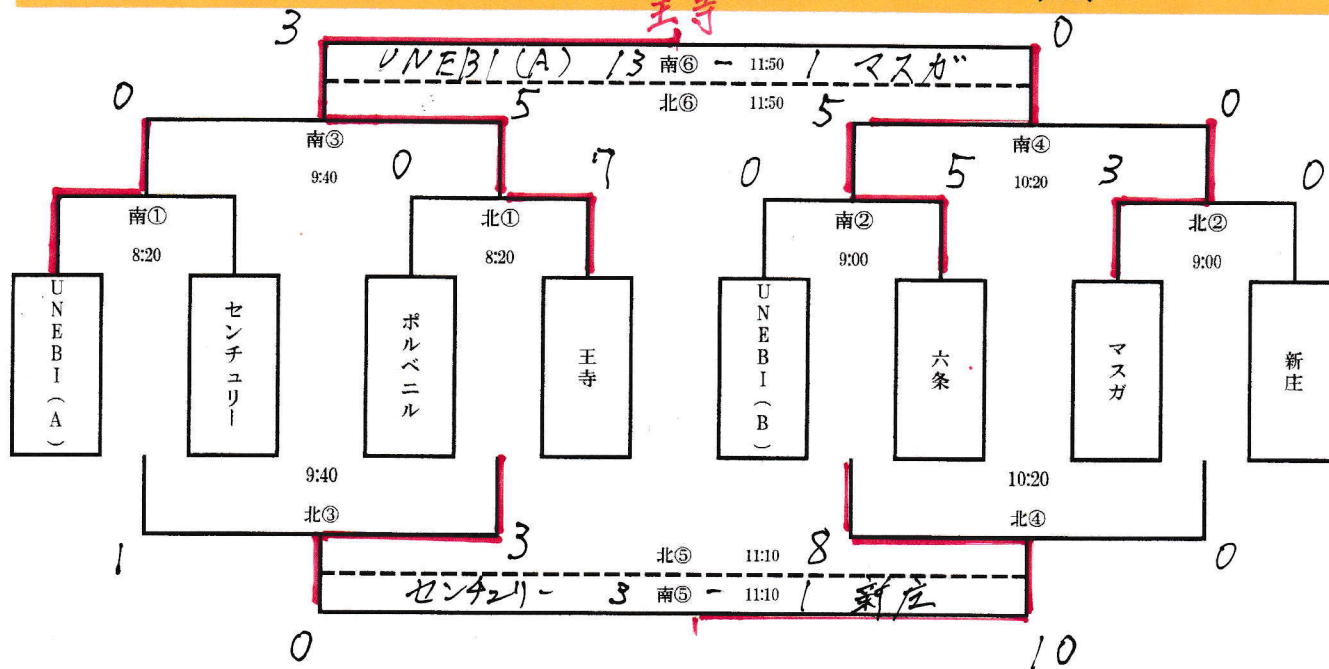 王寺
3 0
UNEBI(A) 13 南⑥ - 11:50 1 マスガ
0 5 北⑥ 11:50 5 0
南③ 南④
9:40 0 7 0 5 10:20 3 0
南① 北① 南② 北②
8:20 8:20 9:00 9:00
UNEBI(A)
センチュリー
ポルベニル
王寺
UNEBI(B)
六条
マスガ
新庄
9:40 10:20
北③ 北④
1 3 北⑤ 11:10 8 0
センチュリー 3 南⑤ - 11:10 1 新庄
0 10